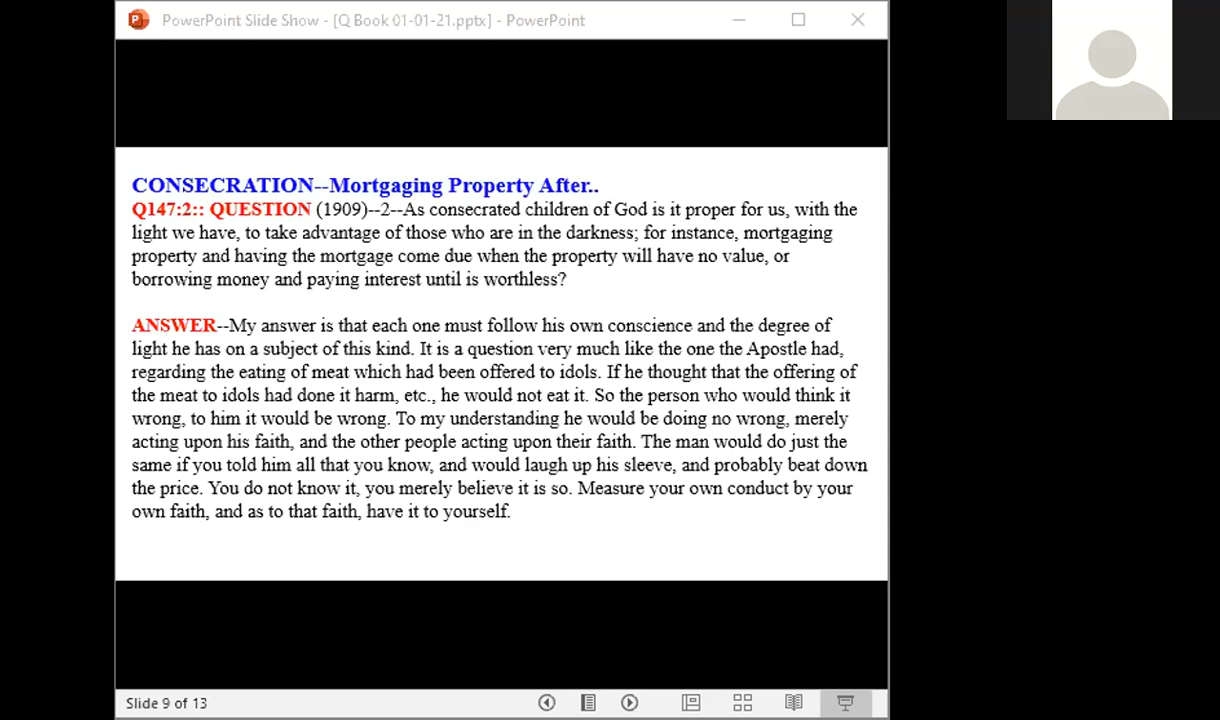 PowerPoint Slide Show - [Q Book 01-01-21.pptx] - PowerPoint
CONSECRATION--Mortgaging Property After..
Q147:2:: QUESTION (1909)--2--As consecrated children of God is it proper for us, with the
light we have, to take advantage of those who are in the darkness; for instance, mortgaging
property and having the mortgage come due when the property will have no value, or
borrowing money and paying interest until is worthless?
ANSWER--My answer is that each one must follow his own conscience and the degree of
light he has on a subject of this kind. It is a question very much like the one the Apostle had,
regarding the eating of meat which had been offered to idols. If he thought that the offering of
the meat to idols had done it harm, etc., he would not eat it. So the person who would think it
wrong, to him it would be wrong. To my understanding he would be doing no wrong, merely
acting upon his faith, and the other people acting upon their faith. The man would do just the
same if you told him all that you know, and would laugh up his sleeve, and probably beat down
the price. You do not know it, you merely believe it is so. Measure your own conduct by your
own faith, and as to that faith, have it to yourself.
Slide 9 of 13